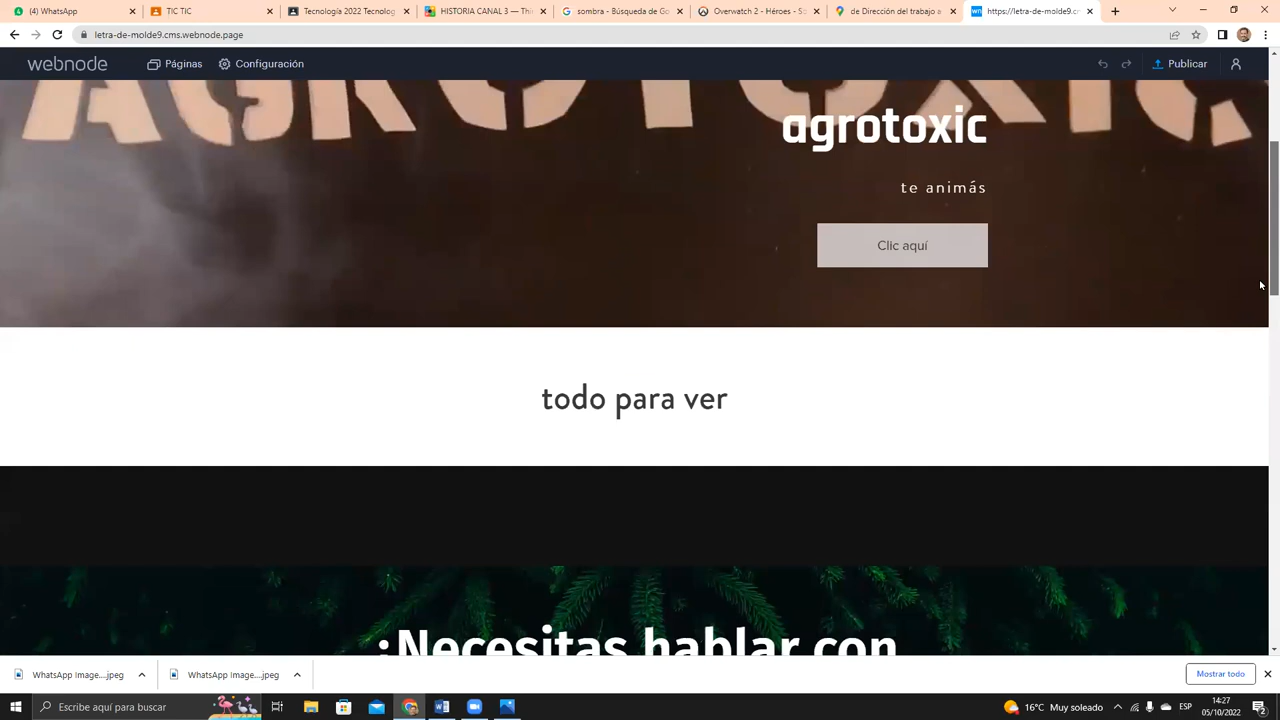 (4) WhatsApp
TIC TIC
Tecnología 2022 Tecnolog
HISTORIA CANAL 3 — Thi
sombra - Búsqueda de Go
Overwatch 2 - Héroes - So
de Dirección del trabajo a
https://letra-de-molde9.c
letra-de-molde9.cms.webnode.page
webnode
Páginas
Configuración
Publicar
AGROTOXIC
agrotoxic
te animás
Clic aquí
todo para ver
¿Necesitas hablar con
WhatsApp Image....jpeg
WhatsApp Image....jpeg
Mostrar todo
Escribe aquí para buscar
16°C Muy soleado
ESP
14:27
05/10/2022
2